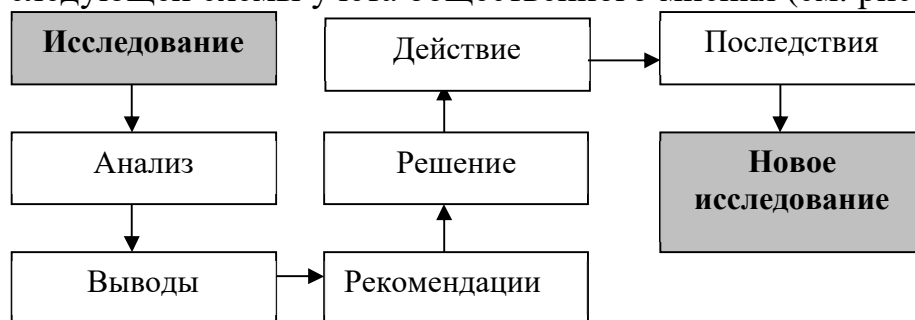 следующей схемы учета общественного мнения (см. рис
Исследование
Анализ
Выводы
Рекомендации
Решение
Действие
Последствия
Новое
исследование